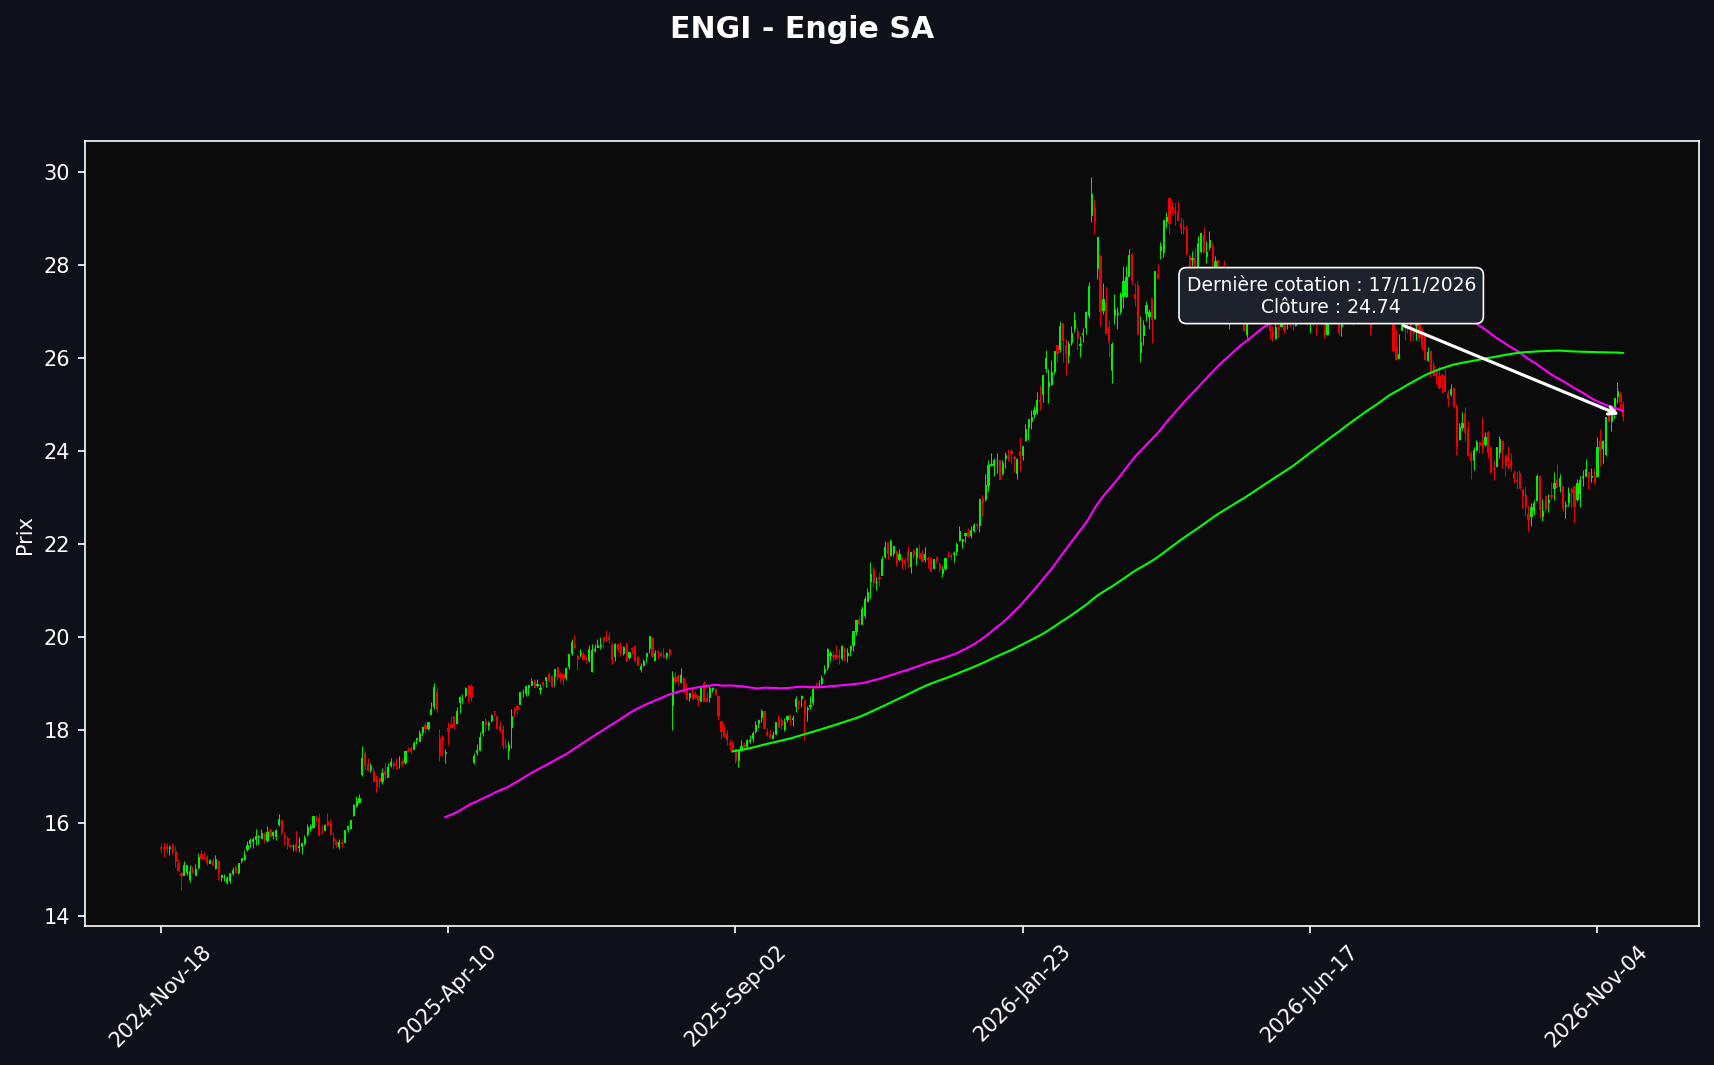 ENGI - Engie SA
Dernière cotation : 17/11/2026
Clôture : 24.74
Prix
30
28
26
24
22
20
18
16
14
2024-Nov-18
2025-Apr-10
2025-Sep-02
2026-Jan-23
2026-Jun-17
2026-Nov-04